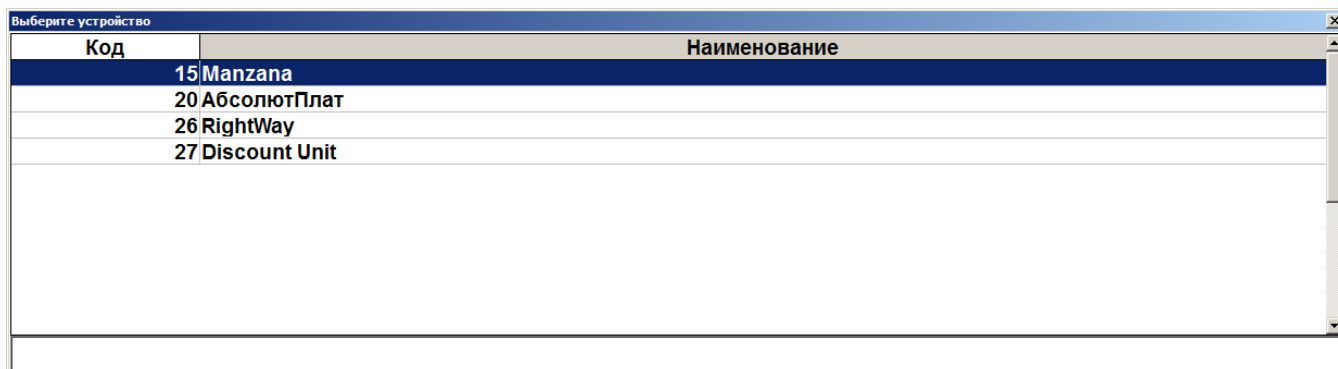 Выберите устройство
Код Наименование
15 Manzana
20 АбсолютПлат
26 RightWay
27 Discount Unit